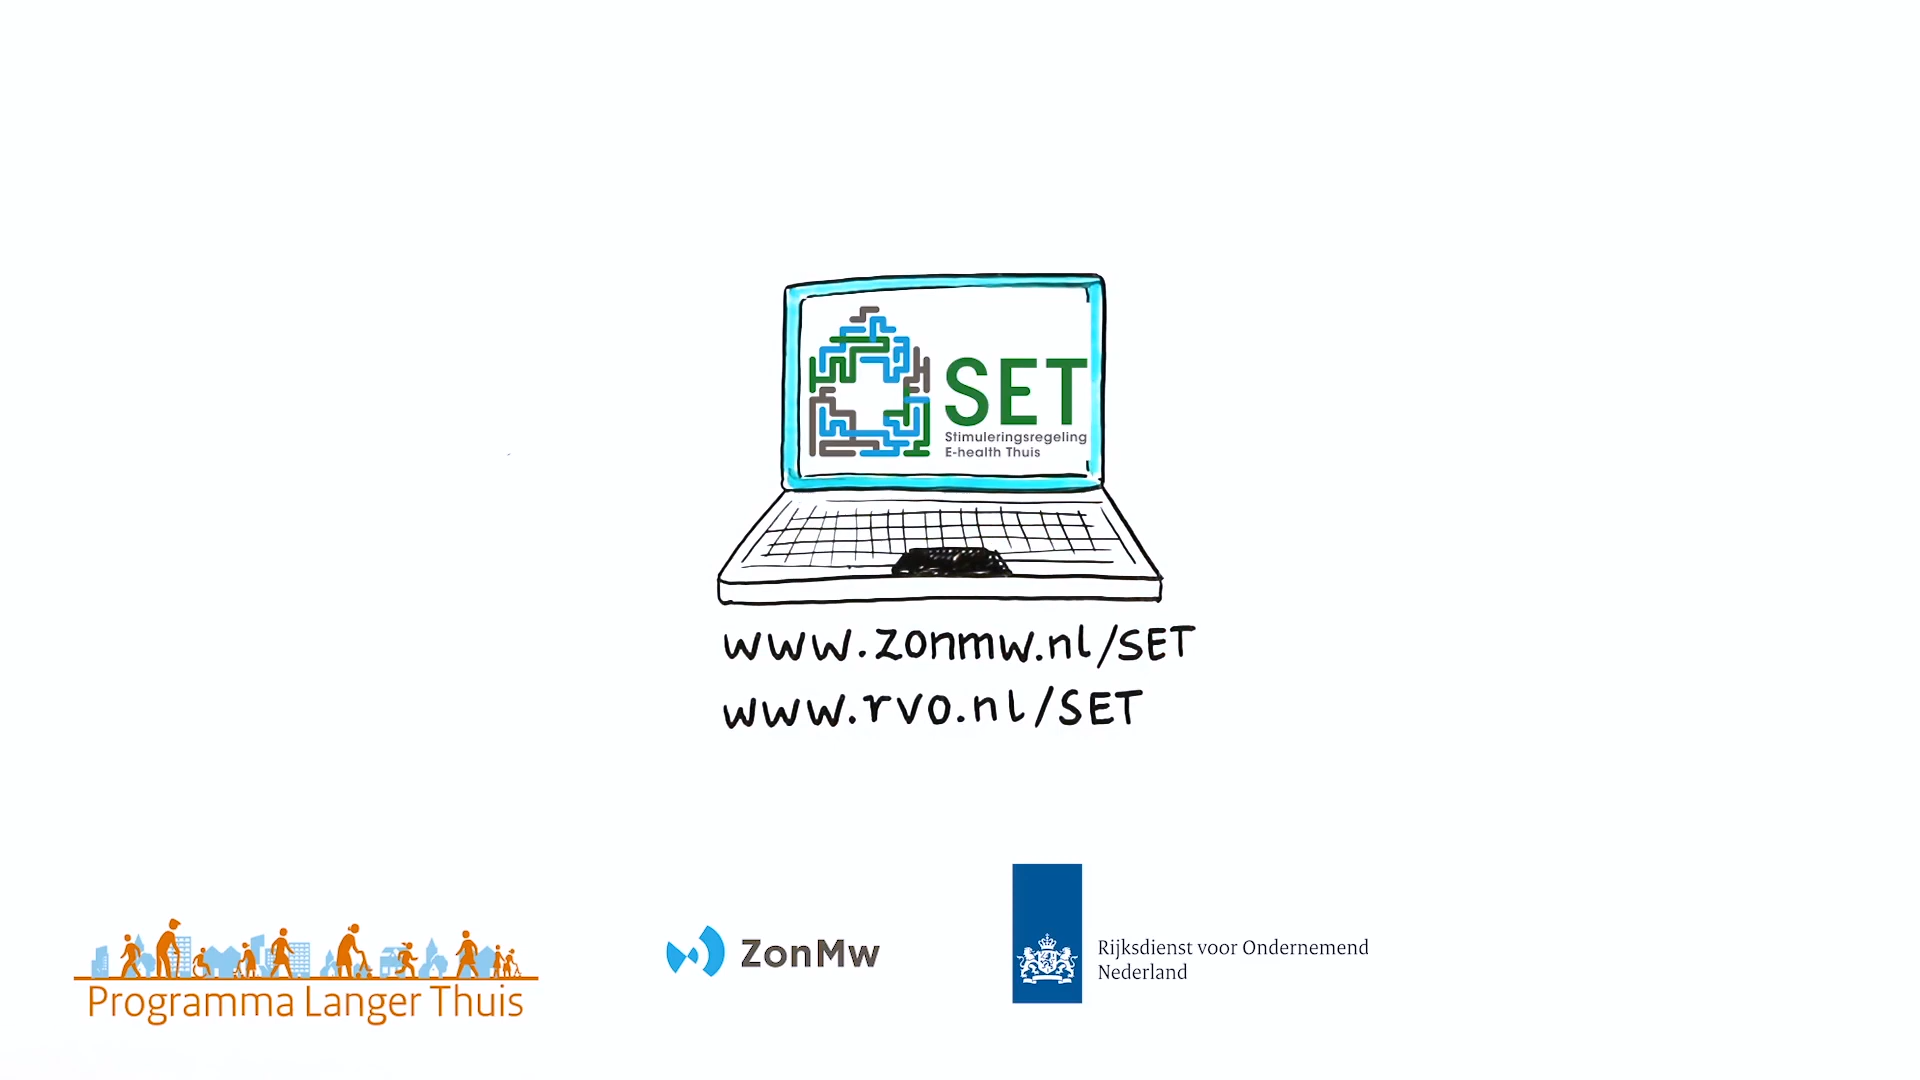 SET
Stimuleringsregeling
E-health Thuis
www.zonmw.nl/SET
www.rvo.nl/SET
Programma Langer Thuis
ZonMw
Rijksdienst voor Ondernemend
Nederland